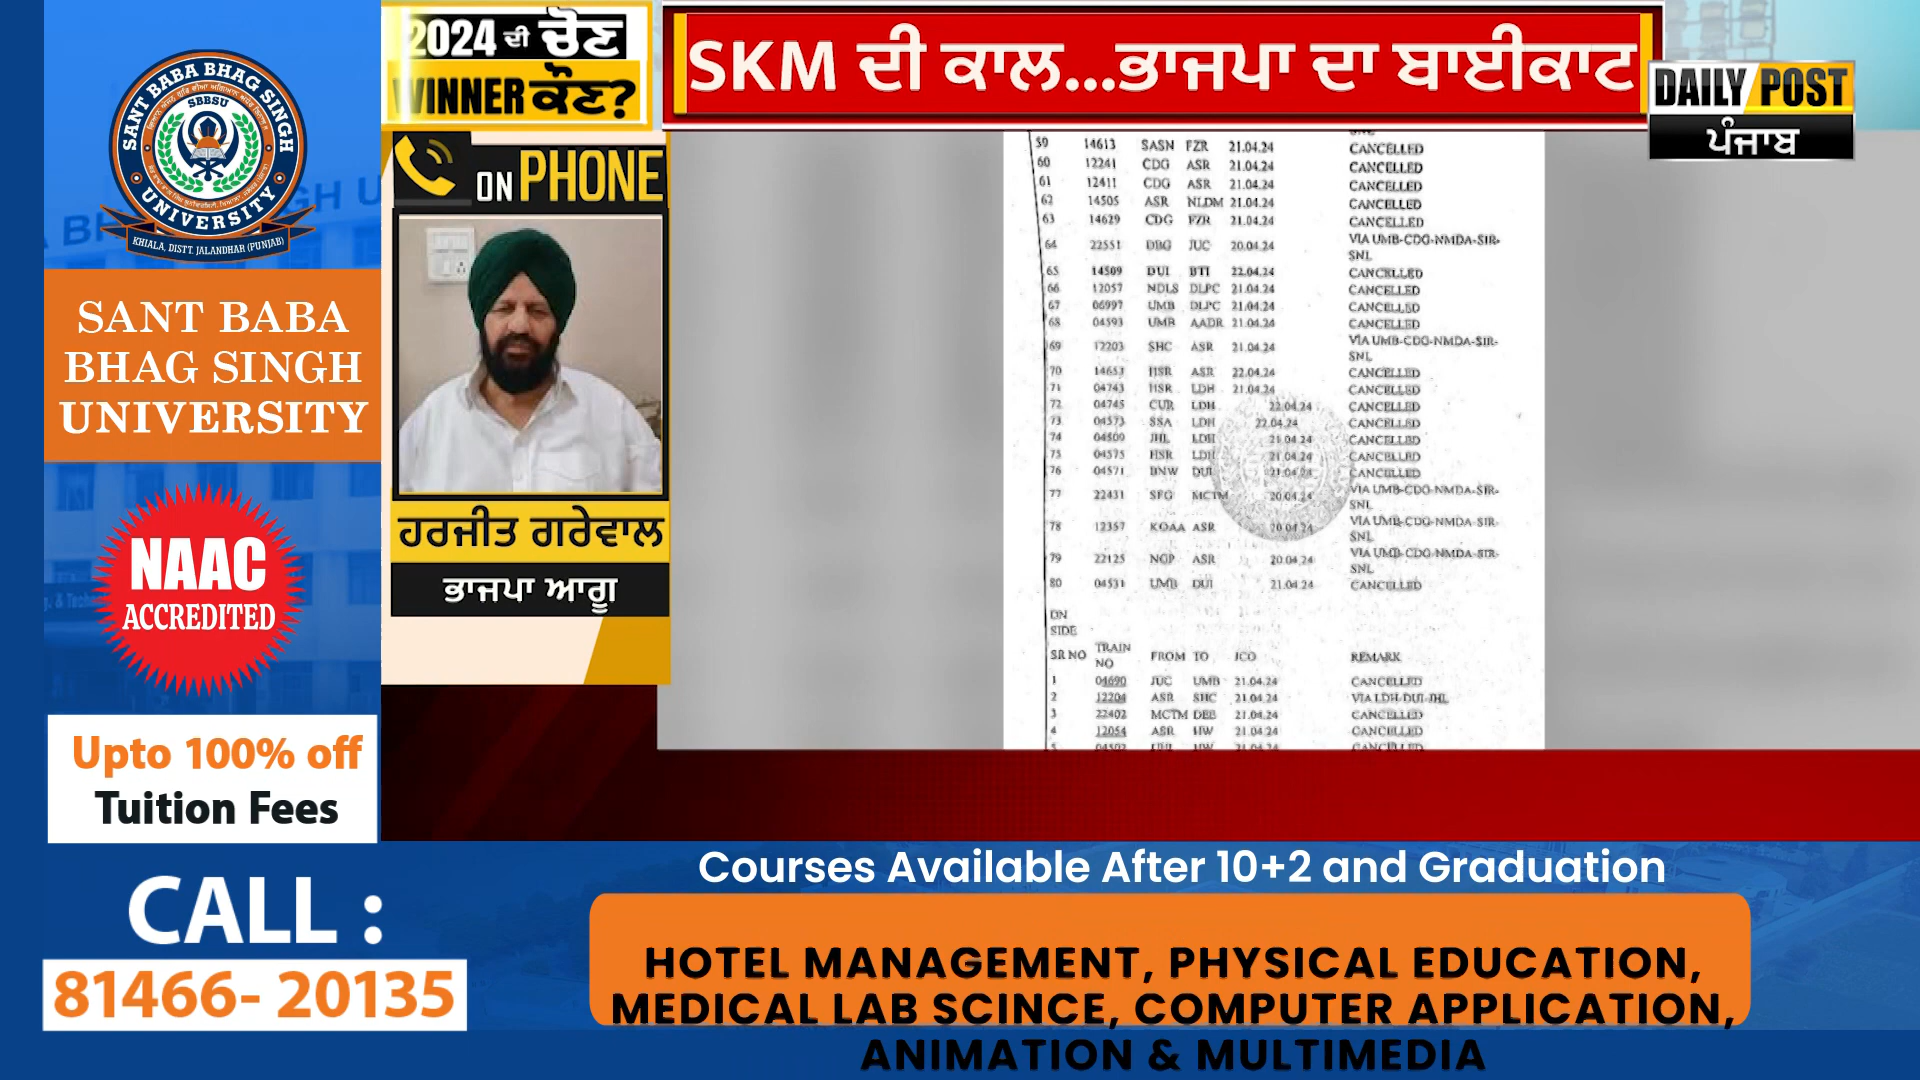 SANT BABA BHAG SINGH
SBBSU
UNIVERSITY
KHIALA, DISTT. JALANDHAR (PUNJAB)
SANT BABA
BHAG SINGH
UNIVERSITY
NAAC
ACCREDITED
Upto 100% off
Tuition Fees
CALL :
81466- 20135
2024 ਦੀ ਚੋਣ
WINNER ਕੌਣ?
SKM ਦੀ ਕਾਲ...ਭਾਜਪਾ ਦਾ ਬਾਈਕਾਟ
DAILY POST
ਪੰਜਾਬ
ON PHONE
ਹਰਜੀਤ ਗਰੇਵਾਲ
ਭਾਜਪਾ ਆਗੂ
59 14613 SASN FZR 21.04.24 CANCELLED
60 12241 CDG ASR 21.04.24 CANCELLED
61 12411 CDG ASR 21.04.24 CANCELLED
62 14505 ASR NLDM 21.04.24 CANCELLED
63 14629 CDG FZR 21.04.24 CANCELLED
64 22551 DBG JUC 20.04.24 VIA UMB-CDG-NMDA-SIR-
SNL
65 14509 DUI BTI 22.04.24 CANCELLED
66 12057 NDLS DLPC 21.04.24 CANCELLED
67 06997 UMB DLPC 21.04.24 CANCELLED
68 04593 UMB AADR 21.04.24 CANCELLED
69 12203 SHC ASR 21.04.24 VIA UMB-CDG-NMDA-SIR-
SNL
70 14653 HSR ASR 22.04.24 CANCELLED
71 04743 HSR LDH 21.04.24 CANCELLED
72 04745 CUR LDH 22.04.24 CANCELLED
73 04573 SSA LDH 22.04.24 CANCELLED
74 04509 JHL LDH 21.04.24 CANCELLED
75 04575 HSR LDH 21.04.24 CANCELLED
76 04571 BNW DUI 21.04.24 CANCELLED
77 22431 SFG MCTM 20.04.24 VIA UMB-CDG-NMDA-SIR-
SNL
78 12357 KOAA ASR 20.04.24 VIA UMB-CDG-NMDA-SIR-
SNL
79 22125 NGP ASR 20.04.24 VIA UMB-CDG-NMDA-SIR-
SNL
80 04531 UMB DUI 21.04.24 CANCELLED
DN
SIDE
SR NO TRAIN NO FROM TO JCO REMARK
1 04690 JUC UMB 21.04.24 CANCELLED
2 12204 ASR SHC 21.04.24 VIA LDH-DUI-JHL
3 22402 MCTM DEE 21.04.24 CANCELLED
4 12054 ASR HW 21.04.24 CANCELLED
Courses Available After 10+2 and Graduation
HOTEL MANAGEMENT, PHYSICAL EDUCATION,
MEDICAL LAB SCINCE, COMPUTER APPLICATION,
ANIMATION & MULTIMEDIA